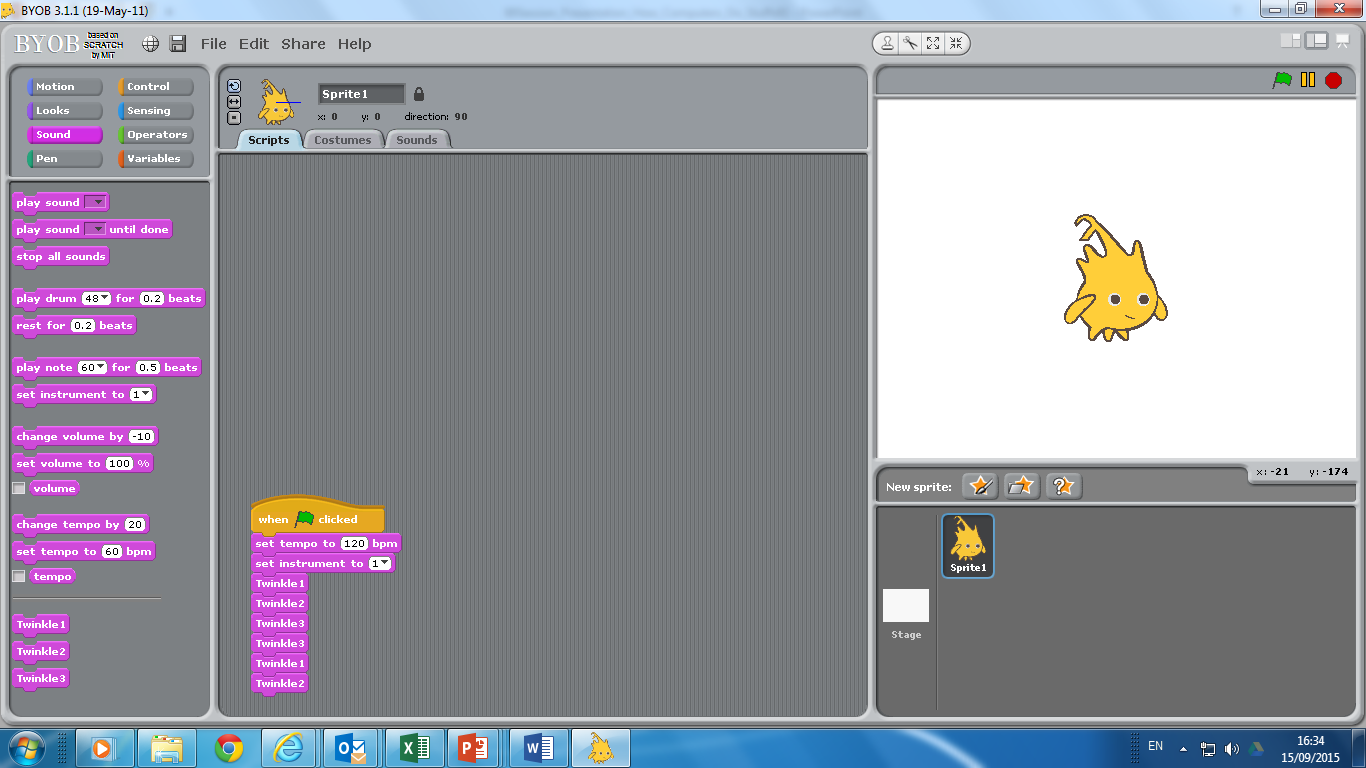 BYOB 3.1.1 (19-May-11)
BYOB based on SCRATCH by MIT File Edit Share Help
Motion Control
Looks Sensing
Sound Operators
Pen Variables
Sprite1
x: 0 y: 0 direction: 90
Scripts Costumes Sounds
play sound
play sound until done
stop all sounds
play drum 48 for 0.2 beats
rest for 0.2 beats
play note 60 for 0.5 beats
set instrument to 1
change volume by -10
set volume to 100 %
volume
change tempo by 20
set tempo to 60 bpm
tempo
Twinkle1
Twinkle2
Twinkle3
when clicked
set tempo to 120 bpm
set instrument to 1
Twinkle1
Twinkle2
Twinkle3
Twinkle3
Twinkle1
Twinkle2
x: -21 y: -174
New sprite:
Sprite1
Stage
EN
16:34
15/09/2015